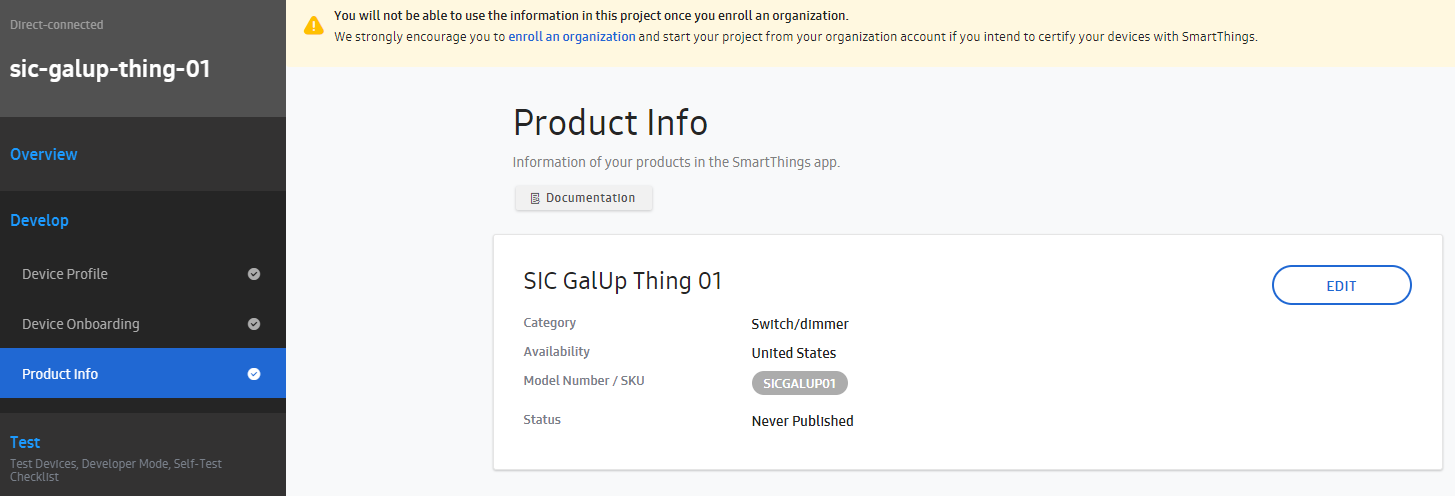 Direct-connected
sic-galup-thing-01
Overview
Develop
Device Profile
Device Onboarding
Product Info
Test
Test Devices, Developer Mode, Self-Test
Checklist
You will not be able to use the information in this project once you enroll an organization.
We strongly encourage you to enroll an organization and start your project from your organization account if you intend to certify your devices with SmartThings.
Product Info
Information of your products in the SmartThings app.
Documentation
SIC GalUp Thing 01
EDIT
Category Switch/dimmer
Availability United States
Model Number / SKU SICGALUP01
Status Never Published